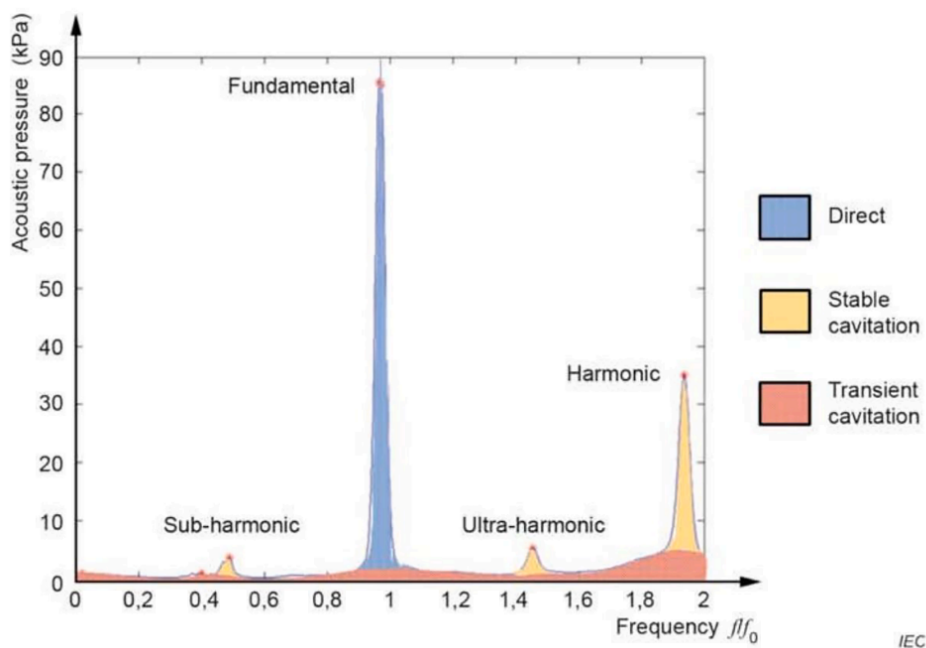 Acoustic pressure (kPa)
90
80
70
60
50
40
30
20
10
0
Fundamental
Harmonic
Sub-harmonic
Ultra-harmonic
0 0,2 0,4 0,6 0,8 1 1,2 1,4 1,6 1,8 2
Frequency f/f0
Direct
Stable
cavitation
Transient
cavitation
IEC